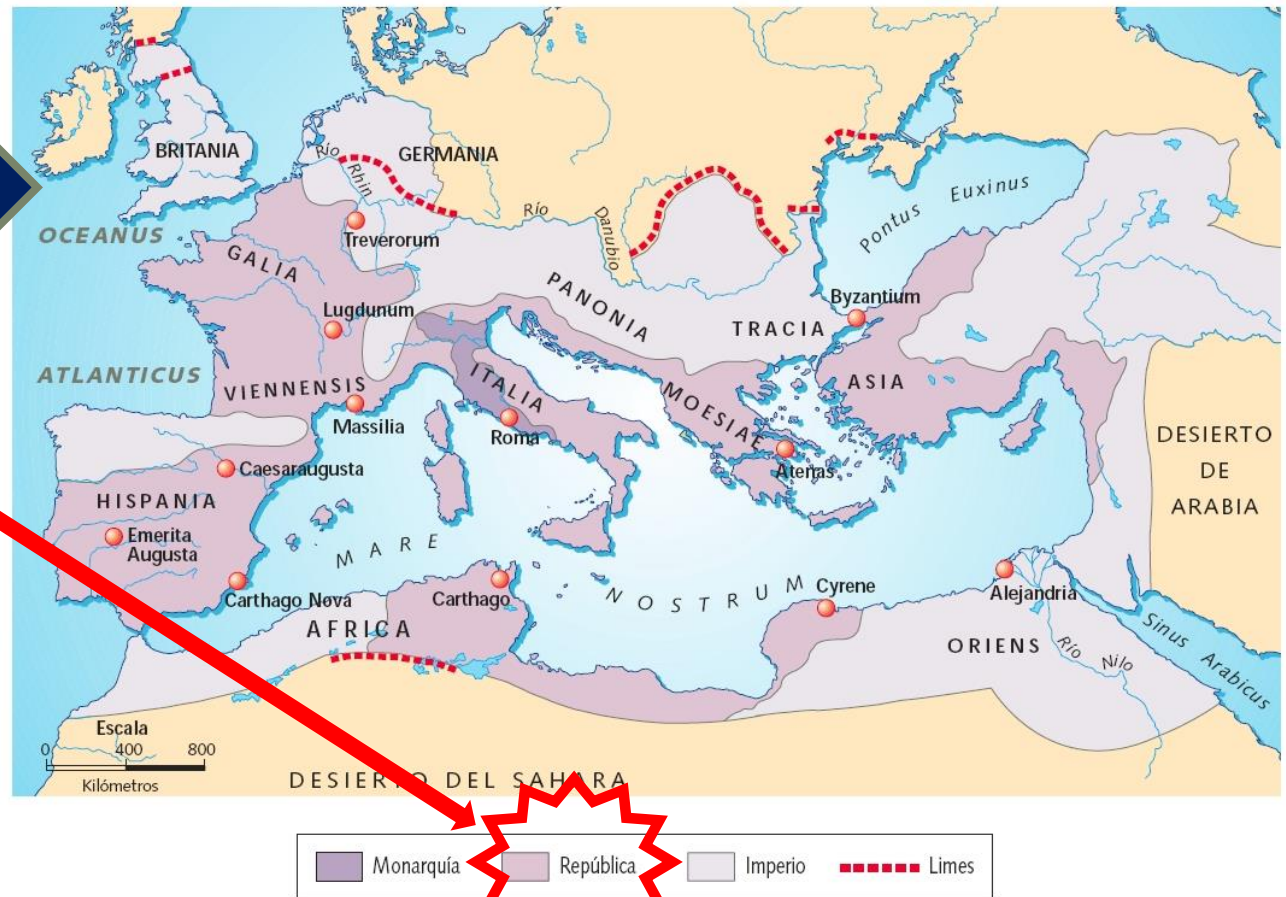 BRITANIA
GERMANIA
Río Rhin
OCEANUS
Treverorum
Río Danubio
Pontus Euxinus
GALIA
PANONIA
Lugdunum
Byzantium
TRACIA
ATLANTICUS
VIENNENSIS
ITALIA
MOESIAE
ASIA
Massilia
Roma
Atenas
DESIERTO
DE
ARABIA
Caesaraugusta
HISPANIA
Emerita
Augusta
MARE NOSTRUM
Carthago Nova
Carthago
Cyrene
Alejandria
AFRICA
ORIENS
Río Nilo
Sinus Arabicus
Escala
0 400 800
Kilómetros
DESIERTO DEL SAHARA
Monarquía República Imperio Limes